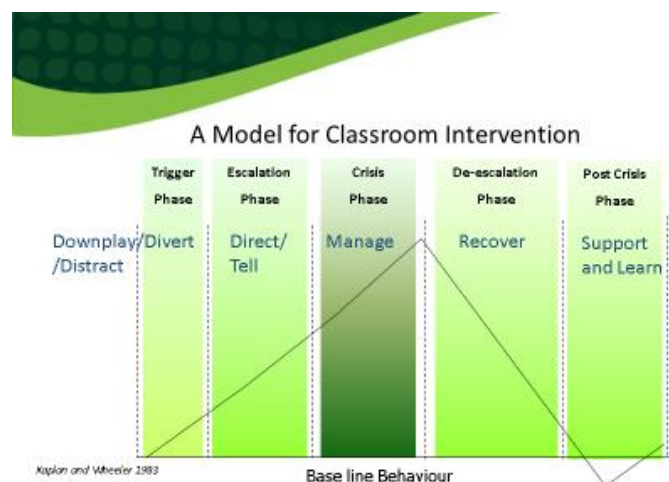 A Model for Classroom Intervention
Trigger
Phase
Escalation
Phase
Crisis
Phase
De-escalation
Phase
Post Crisis
Phase
Downplay/Divert
/Distract
Direct/
Tell
Manage
Recover
Support
and Learn
Kaplan and Wheeler 1983
Base line Behaviour